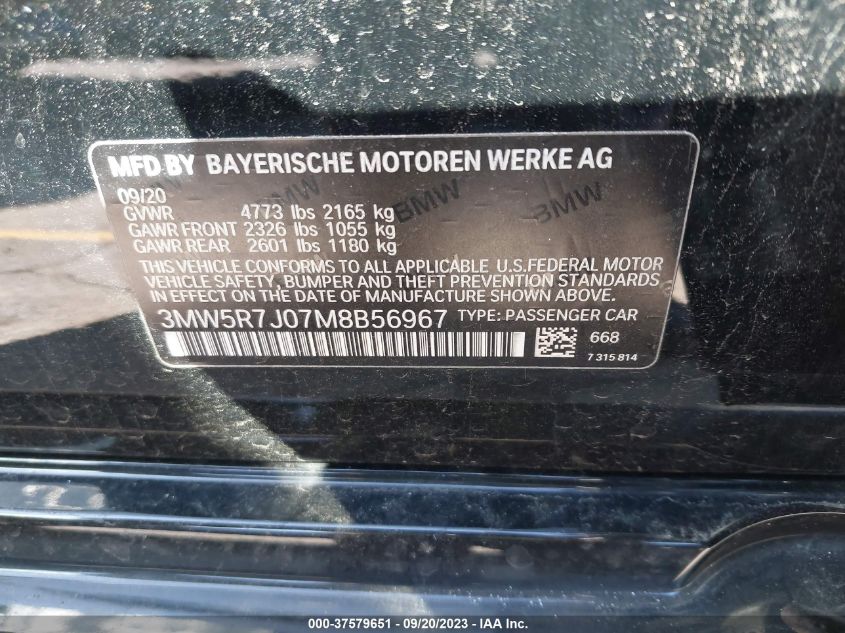 MFD BY BAYERISCHE MOTOREN WERKE AG
09/20
GVWR 4773 lbs 2165 kg
GAWR FRONT 2326 lbs 1055 kg
GAWR REAR 2601 lbs 1180 kg
BMW BMW BMW
THIS VEHICLE CONFORMS TO ALL APPLICABLE U.S.FEDERAL MOTOR
VEHICLE SAFETY, BUMPER AND THEFT PREVENTION STANDARDS
IN EFFECT ON THE DATE OF MANUFACTURE SHOWN ABOVE.
3MW5R7J07M8B56967 TYPE: PASSENGER CAR
668
7 315 814
000-37579651 - 09/20/2023 - IAA Inc.